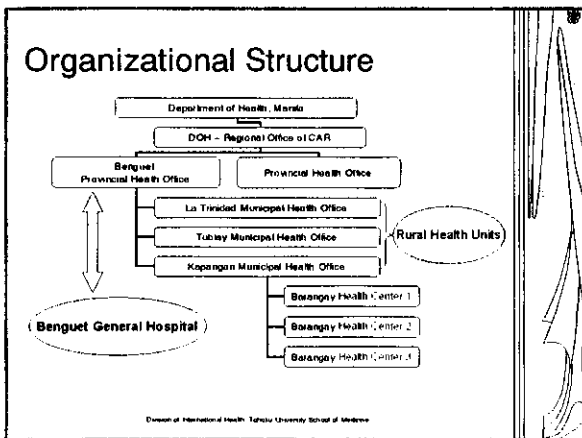 Organizational Structure
Department of Health, Manila
DOH – Regional Office of CAR
Benguet
Provincial Health Office
Provincial Health Office
La Trinidad Municipal Health Office
Tublay Municipal Health Office
Kapangan Municipal Health Office
Rural Health Units
Barangay Health Center 1
Barangay Health Center 2
Barangay Health Center 3
Benguet General Hospital
Division of International Health Tohoku University School of Medicine